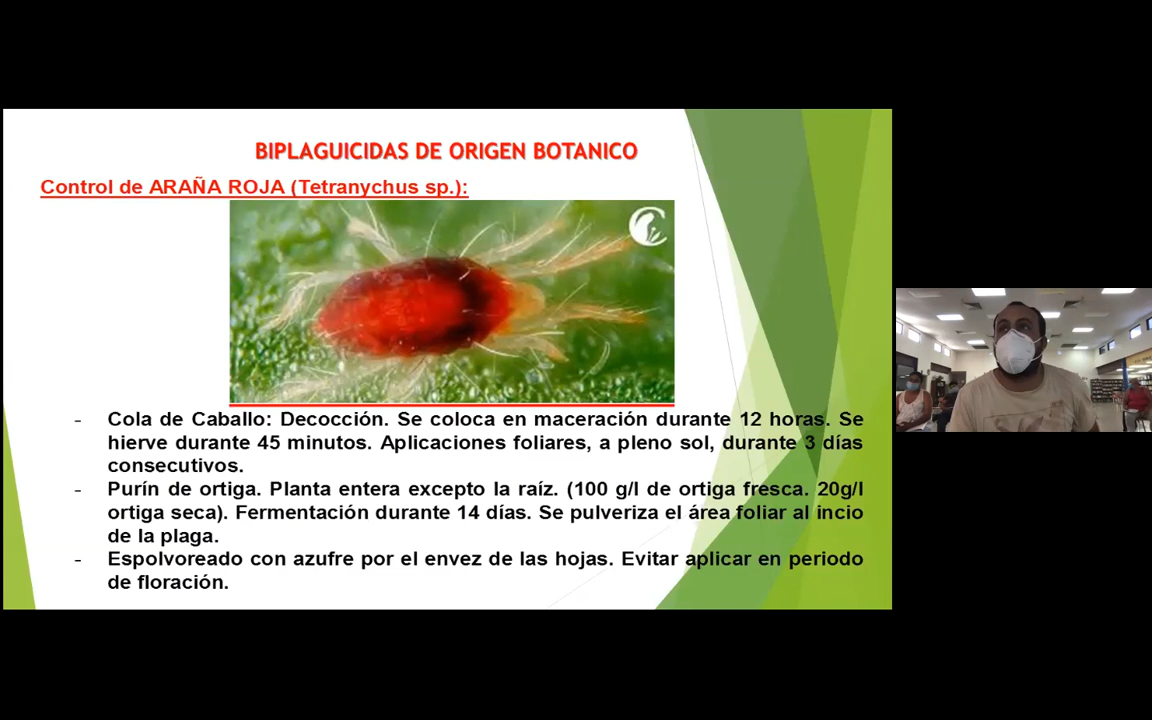 BIPLAGUICIDAS DE ORIGEN BOTANICO
Control de ARAÑA ROJA (Tetranychus sp.):
- Cola de Caballo: Decocción. Se coloca en maceración durante 12 horas. Se
hierve durante 45 minutos. Aplicaciones foliares, a pleno sol, durante 3 días
consecutivos.
- Purín de ortiga. Planta entera excepto la raíz. (100 g/l de ortiga fresca. 20g/l
ortiga seca). Fermentación durante 14 días. Se pulveriza el área foliar al incio
de la plaga.
- Espolvoreado con azufre por el envez de las hojas. Evitar aplicar en periodo
de floración.